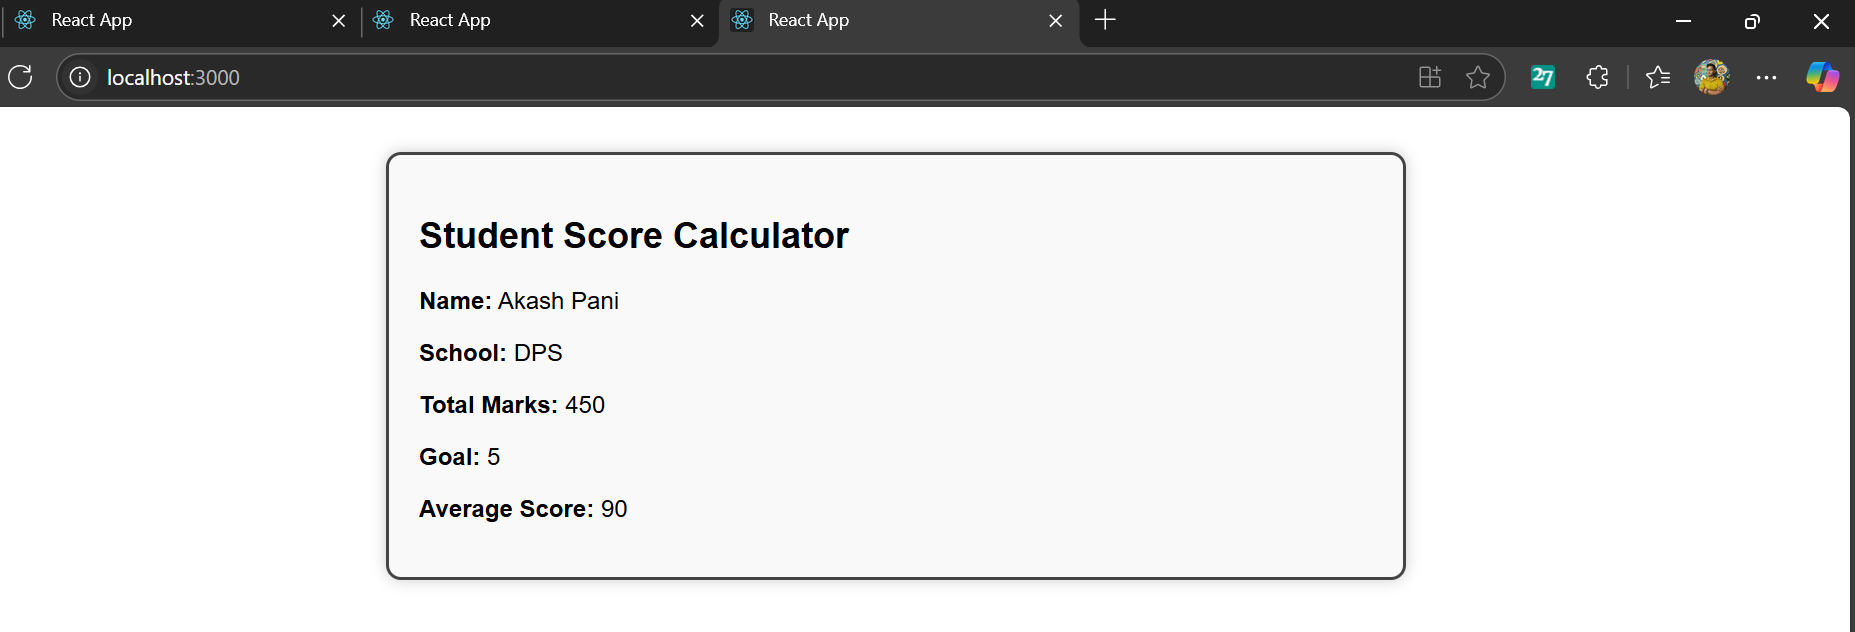 React App React App React App
localhost:3000
27
Student Score Calculator
Name: Akash Pani
School: DPS
Total Marks: 450
Goal: 5
Average Score: 90